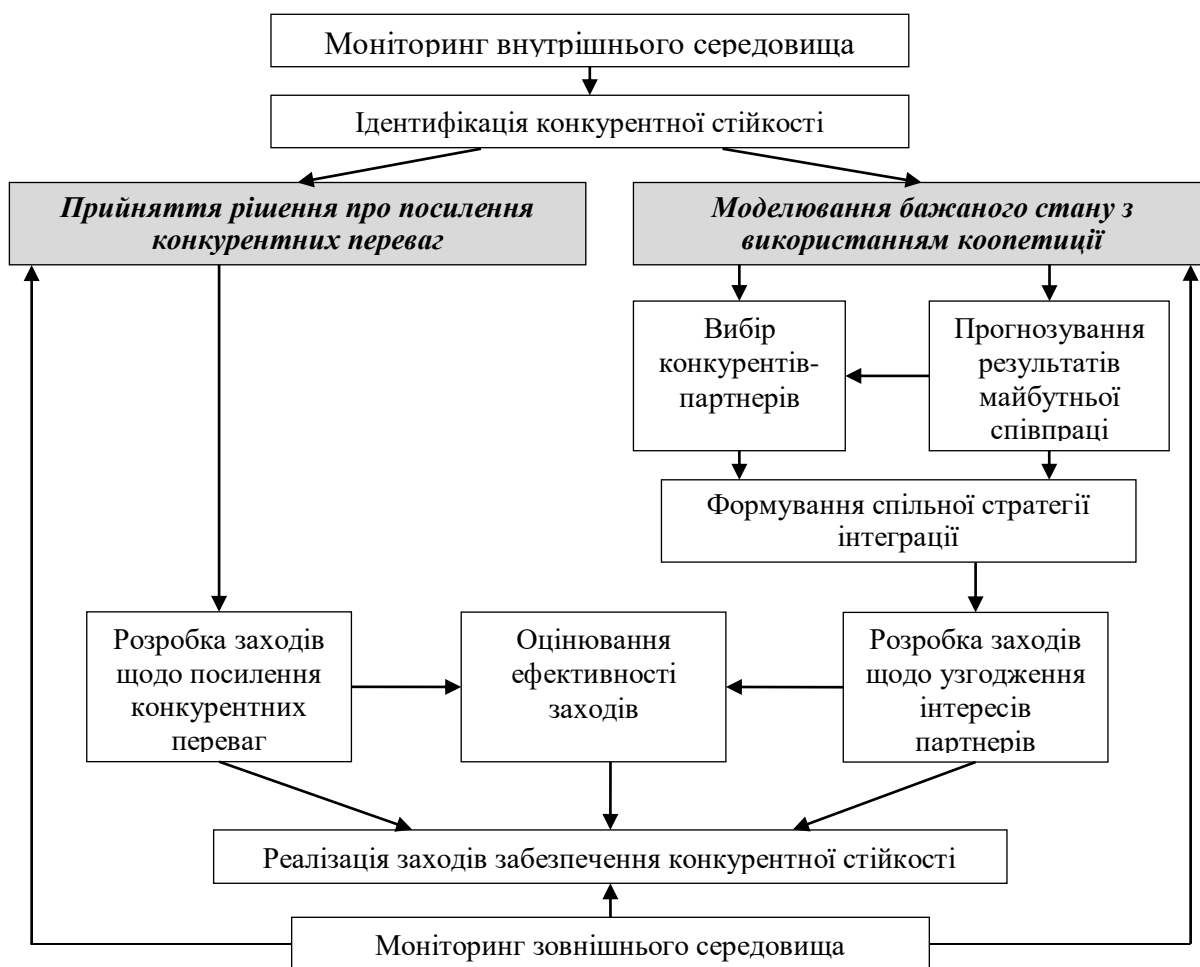 Моніторинг внутрішнього середовища
Ідентифікація конкурентної стійкості
Прийняття рішення про посилення
конкурентних переваг
Моделювання бажаного стану з
використанням коопетиції
Вибір
конкурентів-
партнерів
Прогнозування
результатів
майбутньої
співпраці
Формування спільної стратегії
інтеграції
Розробка заходів
щодо посилення
конкурентних
переваг
Оцінювання
ефективності
заходів
Розробка заходів
щодо узгодження
інтересів
партнерів
Реалізація заходів забезпечення конкурентної стійкості
Моніторинг зовнішнього середовища